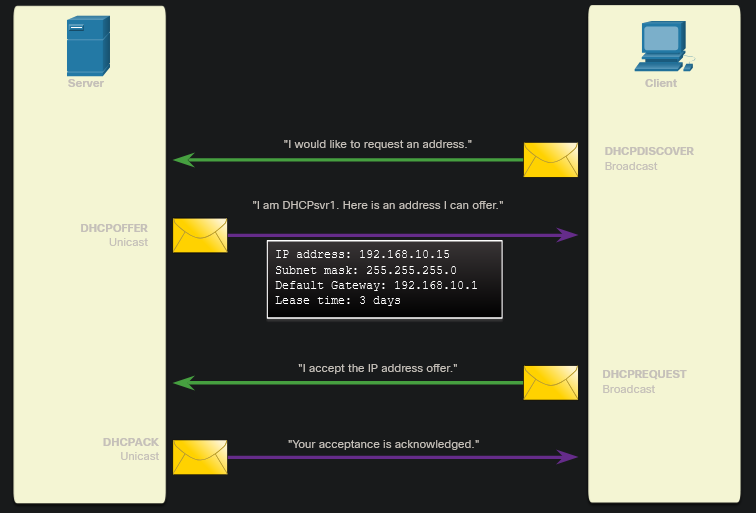 Server
Client
"I would like to request an address."
DHCPDISCOVER
Broadcast
"I am DHCPsvr1. Here is an address I can offer."
DHCPOFFER
Unicast
IP address: 192.168.10.15
Subnet mask: 255.255.255.0
Default Gateway: 192.168.10.1
Lease time: 3 days
"I accept the IP address offer."
DHCPREQUEST
Broadcast
"Your acceptance is acknowledged."
DHCPACK
Unicast